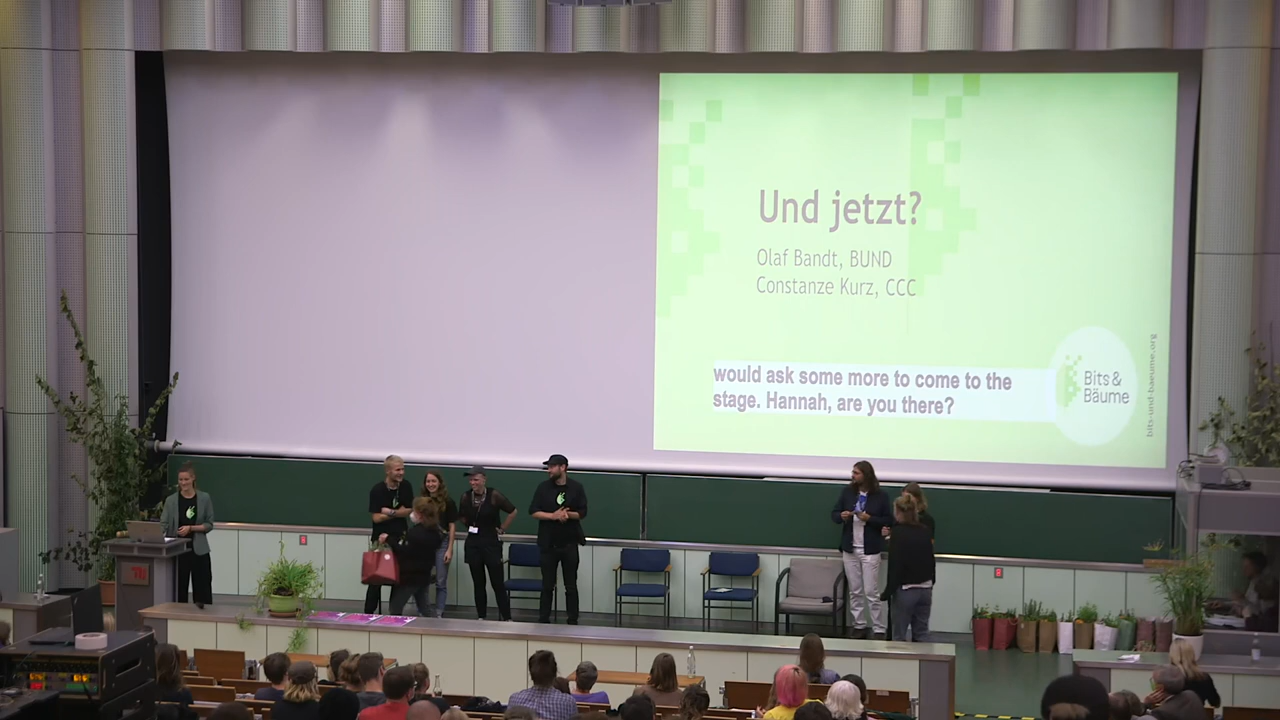 Und jetzt?
Olaf Bandt, BUND
Constanze Kurz, CCC
would ask some more to come to the
stage. Hannah, are you there?
Bits &
Bäume
bits-und-baeume.org